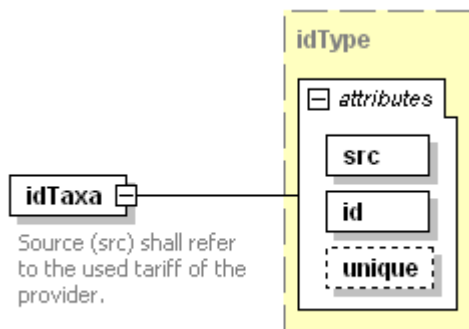 idType
attributes
src
idTaxa
id
Source (src) shall refer
to the used tariff of the
provider.
unique